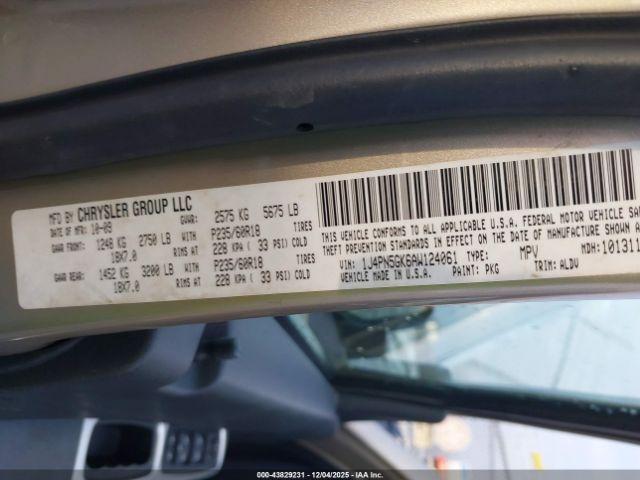 MFD BY CHRYSLER GROUP LLC
DATE OF MFR: 10-09 GVWR: 2575 KG 5675 LB
GAWR FRONT: 1248 KG 2750 LB WITH P235/60R18 TIRES
18X7.0 RIMS AT 228 KPA ( 33 PSI COLD)
GAWR REAR: 1452 KG 3200 LB WITH P235/60R18 TIRES
18X7.0 RIMS AT 228 KPA ( 33 PSI COLD)
THIS VEHICLE CONFORMS TO ALL APPLICABLE U.S.A. FEDERAL MOTOR VEHICLE
THEFT PREVENTION STANDARDS IN EFFECT ON THE DATE OF MANUFACTURE
VIN: 1J4PN5GK6AW124061 TYPE: MPV MDH: 101311
VEHICLE MADE IN U.S.A. PAINT: PKG TRIM: ALDV
000-43829231 - 12/04/2025 - IAA Inc.